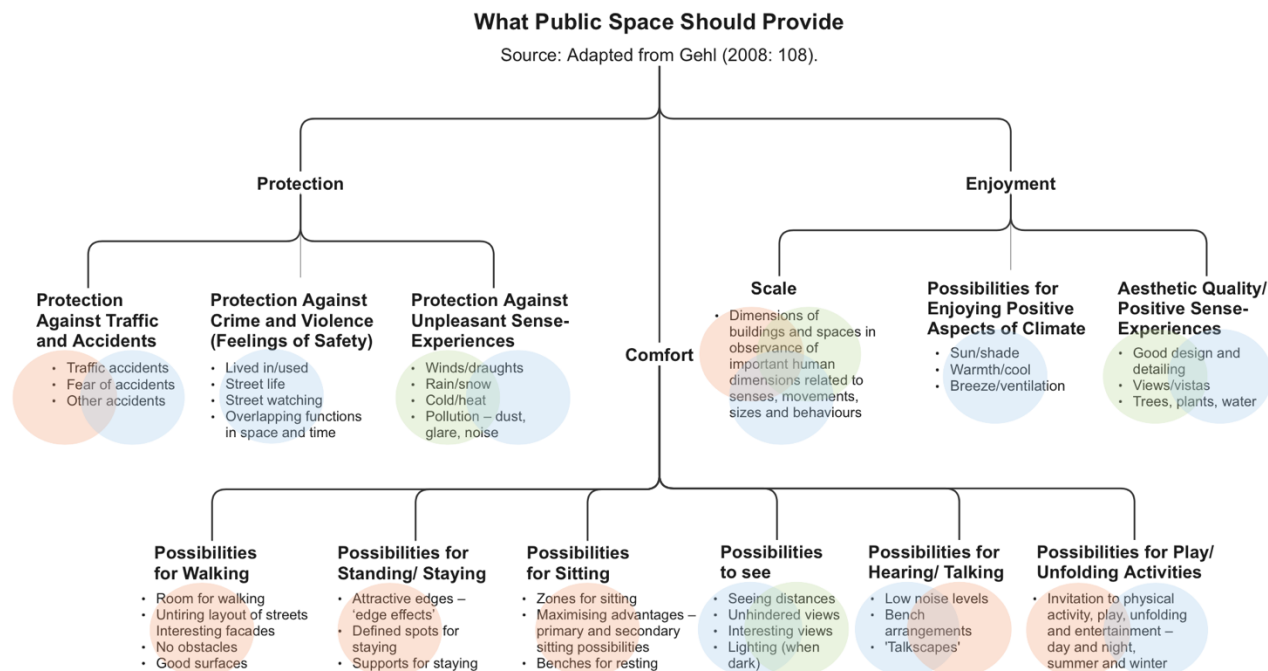 What Public Space Should Provide
Source: Adapted from Gehl (2008: 108).
Protection
Enjoyment
Protection
Against Traffic
and Accidents
• Traffic accidents
• Fear of accidents
• Other accidents
Protection Against
Crime and Violence
(Feelings of Safety)
• Lived in/used
• Street life
• Street watching
• Overlapping functions
in space and time
Protection Against
Unpleasant Sense-
Experiences
• Winds/draughts
• Rain/snow
• Cold/heat
• Pollution – dust,
glare, noise
Comfort
Scale
• Dimensions of
buildings and spaces in
observance of
important human
dimensions related to
senses, movements,
sizes and behaviours
Possibilities for
Enjoying Positive
Aspects of Climate
• Sun/shade
• Warmth/cool
• Breeze/ventilation
Aesthetic Quality/
Positive Sense-
Experiences
• Good design and
detailing
• Views/vistas
• Trees, plants, water
Possibilities
for Walking
• Room for walking
• Untiring layout of streets
Interesting facades
• No obstacles
• Good surfaces
Possibilities for
Standing/ Staying
• Attractive edges –
‘edge effects’
• Defined spots for
staying
• Supports for staying
Possibilities
for Sitting
• Zones for sitting
• Maximising advantages –
primary and secondary
sitting possibilities
• Benches for resting
Possibilities
to see
• Seeing distances
• Unhindered views
• Interesting views
• Lighting (when
dark)
Possibilities for
Hearing/ Talking
• Low noise levels
• Bench
arrangements
• 'Talkscapes'
Possibilities for Play/
Unfolding Activities
• Invitation to physical
activity, play, unfolding
and entertainment –
day and night,
summer and winter